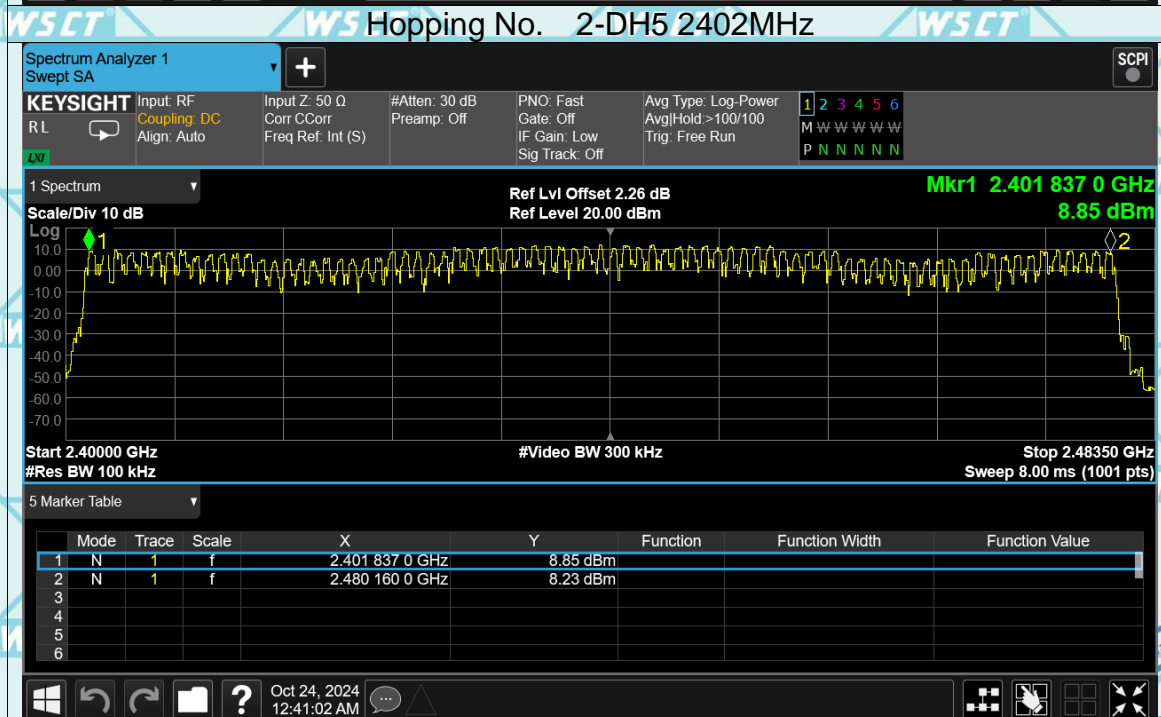 WSCT
WSCT
WSCT
Hopping No. 2-DH5 2402MHz
Spectrum Analyzer 1
Swept SA
+
SCPI
KEYSIGHT
RL
LXI
Input: RF
Coupling: DC
Align: Auto
Input Z: 50 Ω
Corr CCorr
Freq Ref: Int (S)
#Atten: 30 dB
Preamp: Off
PNO: Fast
Gate: Off
IF Gain: Low
Sig Track: Off
Avg Type: Log-Power
Avg|Hold:>100/100
Trig: Free Run
1 2 3 4 5 6
M W W W W W
P N N N N N
1 Spectrum
Scale/Div 10 dB
Ref Lvl Offset 2.26 dB
Ref Level 20.00 dBm
Mkr1 2.401 837 0 GHz
8.85 dBm
Log
1
2
10.0
0.00
-10.0
-20.0
-30.0
-40.0
-50.0
-60.0
-70.0
Start 2.40000 GHz
#Res BW 100 kHz
#Video BW 300 kHz
Stop 2.48350 GHz
Sweep 8.00 ms (1001 pts)
5 Marker Table
Mode Trace Scale X Y Function Function Width Function Value
1 N 1 f 2.401 837 0 GHz 8.85 dBm
2 N 1 f 2.480 160 0 GHz 8.23 dBm
3
4
5
6
?
Oct 24, 2024
12:41:02 AM